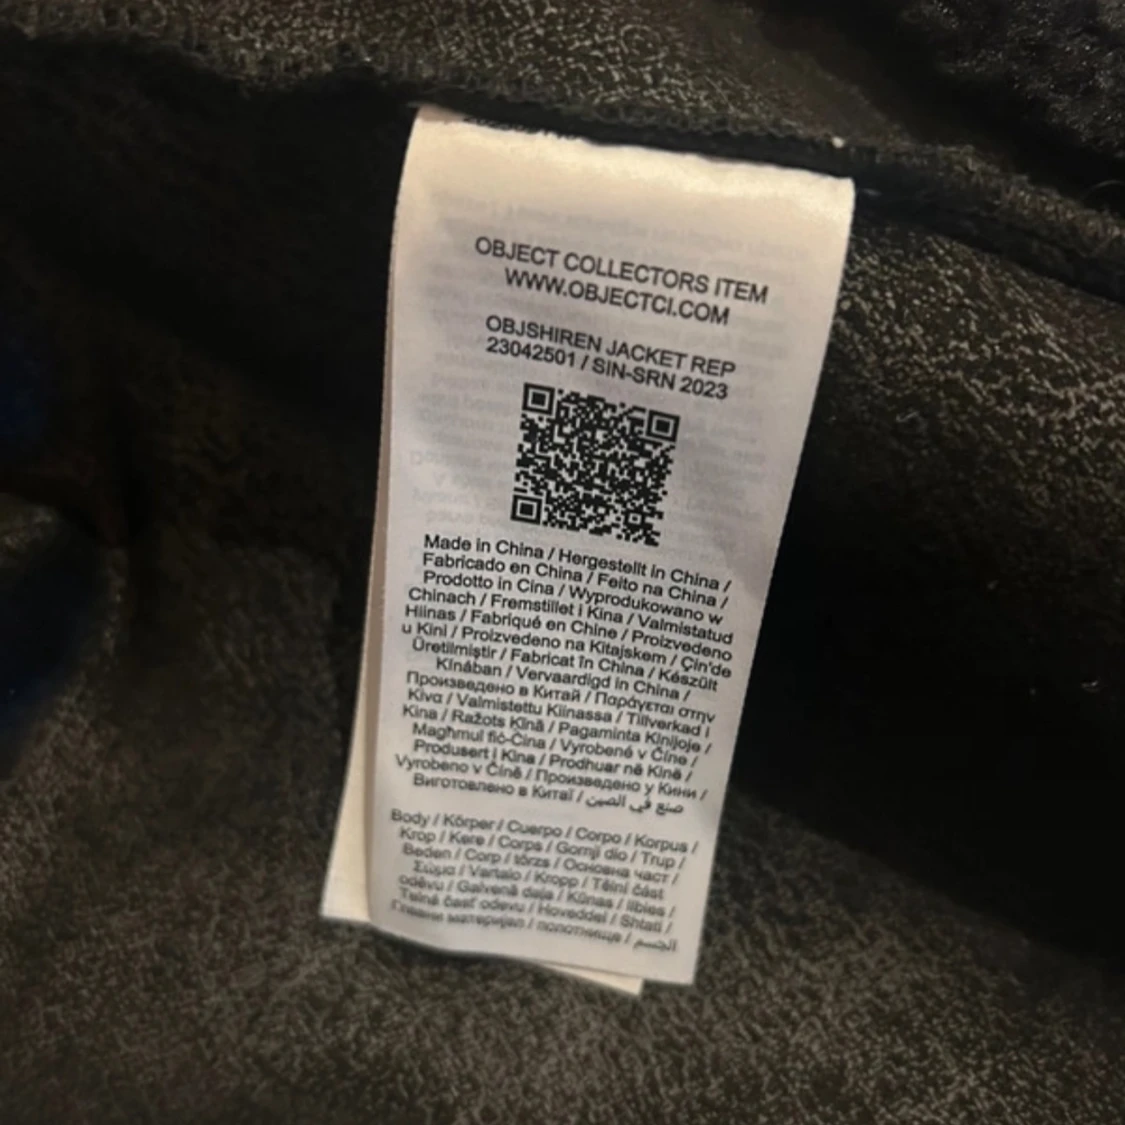 OBJECT COLLECTORS ITEM
WWW.OBJECTCI.COM
OBJSHIREN JACKET REP
23042501 / SIN-SRN 2023
Made in China / Hergestellt in China /
Fabricado en China / Feito na China /
Prodotto in Cina / Wyprodukowano w
Chinach / Fremstillet i Kina / Valmistatud
Hiinas / Fabriqué en Chine / Proizvedeno
u Kini / Proizvedeno na Kitajskem / Çin'de
Üretilmiştir / Fabricat în China / Készült
Kínában / Vervaardigd in China /
Произведено в Китай / Παράγεται στην
Κίνα / Valmistettu Kiinassa / Tillverkad i
Kina / Ražots Ķīnā / Pagaminta Kinijoje /
Magħmul fiċ-Ċina / Vyrobené v Číne /
Produsert i Kina / Prodhuar në Kinë /
Vyrobeno v Číně / Произведено у Кини /
Виготовлено в Китаї / صنع في الصين
Body / Körper / Cuerpo / Corpo / Korpus /
Krop / Kere / Corps / Gornji dio / Trup /
Beden / Corp / törzs / Основна част /
Σώμα / Vartalo / Kropp / Tělní část
oděvu / Galvenā daļa / Kūnas / libies /
Telná časť odevu / Hoveddel / Shtati /
Главни материјал / полотнище / الجسم